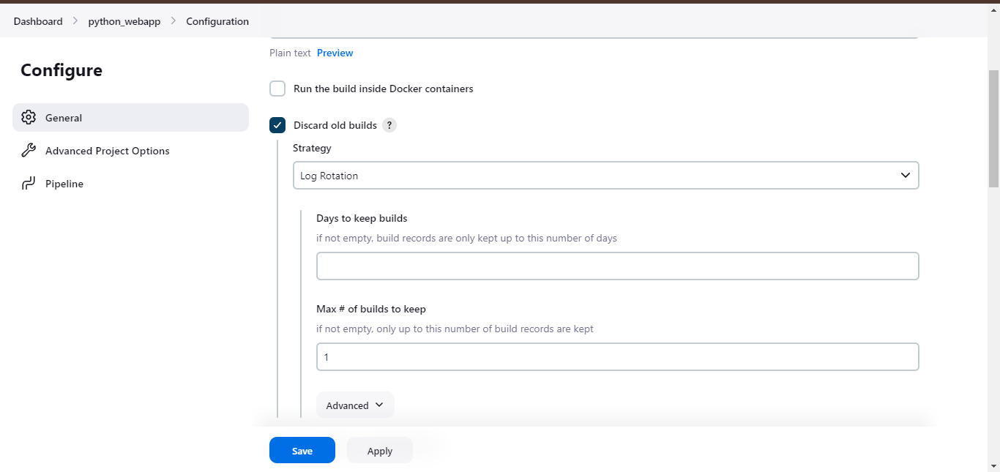 Dashboard > python_webapp > Configuration
Configure
General
Advanced Project Options
Pipeline
Plain text Preview
Run the build inside Docker containers
Discard old builds ?
Strategy
Log Rotation
Days to keep builds
if not empty, build records are only kept up to this number of days
Max # of builds to keep
if not empty, only up to this number of build records are kept
1
Advanced
Save Apply